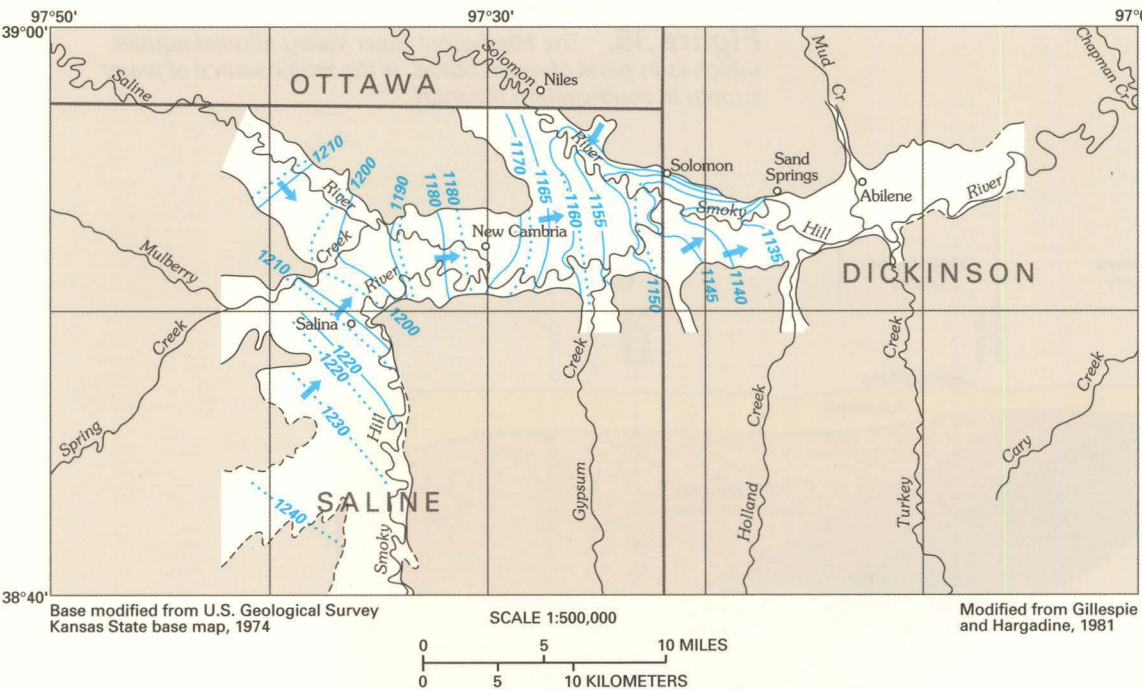 97°50'
97°30'
39°00'
38°40'
Saline
OTTAWA
Solomon
Niles
Mud
Cr
Chapman Cr
River
Solomon
Sand
Springs
Abilene
River
Smoky
Hill
DICKINSON
1210
1200
River
1190
1180
1180
1170
1165
1160
1155
1150
1145
1140
1135
New Cambria
Mulberry
Creek
1210
River
1200
Salina
Spring
Creek
1220
1220
1230
1240
Hill
SALINE
Smoky
Gypsum
Creek
Holland
Creek
Turkey
Creek
Cary
Creek
Base modified from U.S. Geological Survey
Kansas State base map, 1974
SCALE 1:500,000
0 5 10 MILES
0 5 10 KILOMETERS
Modified from Gillespie
and Hargadine, 1981